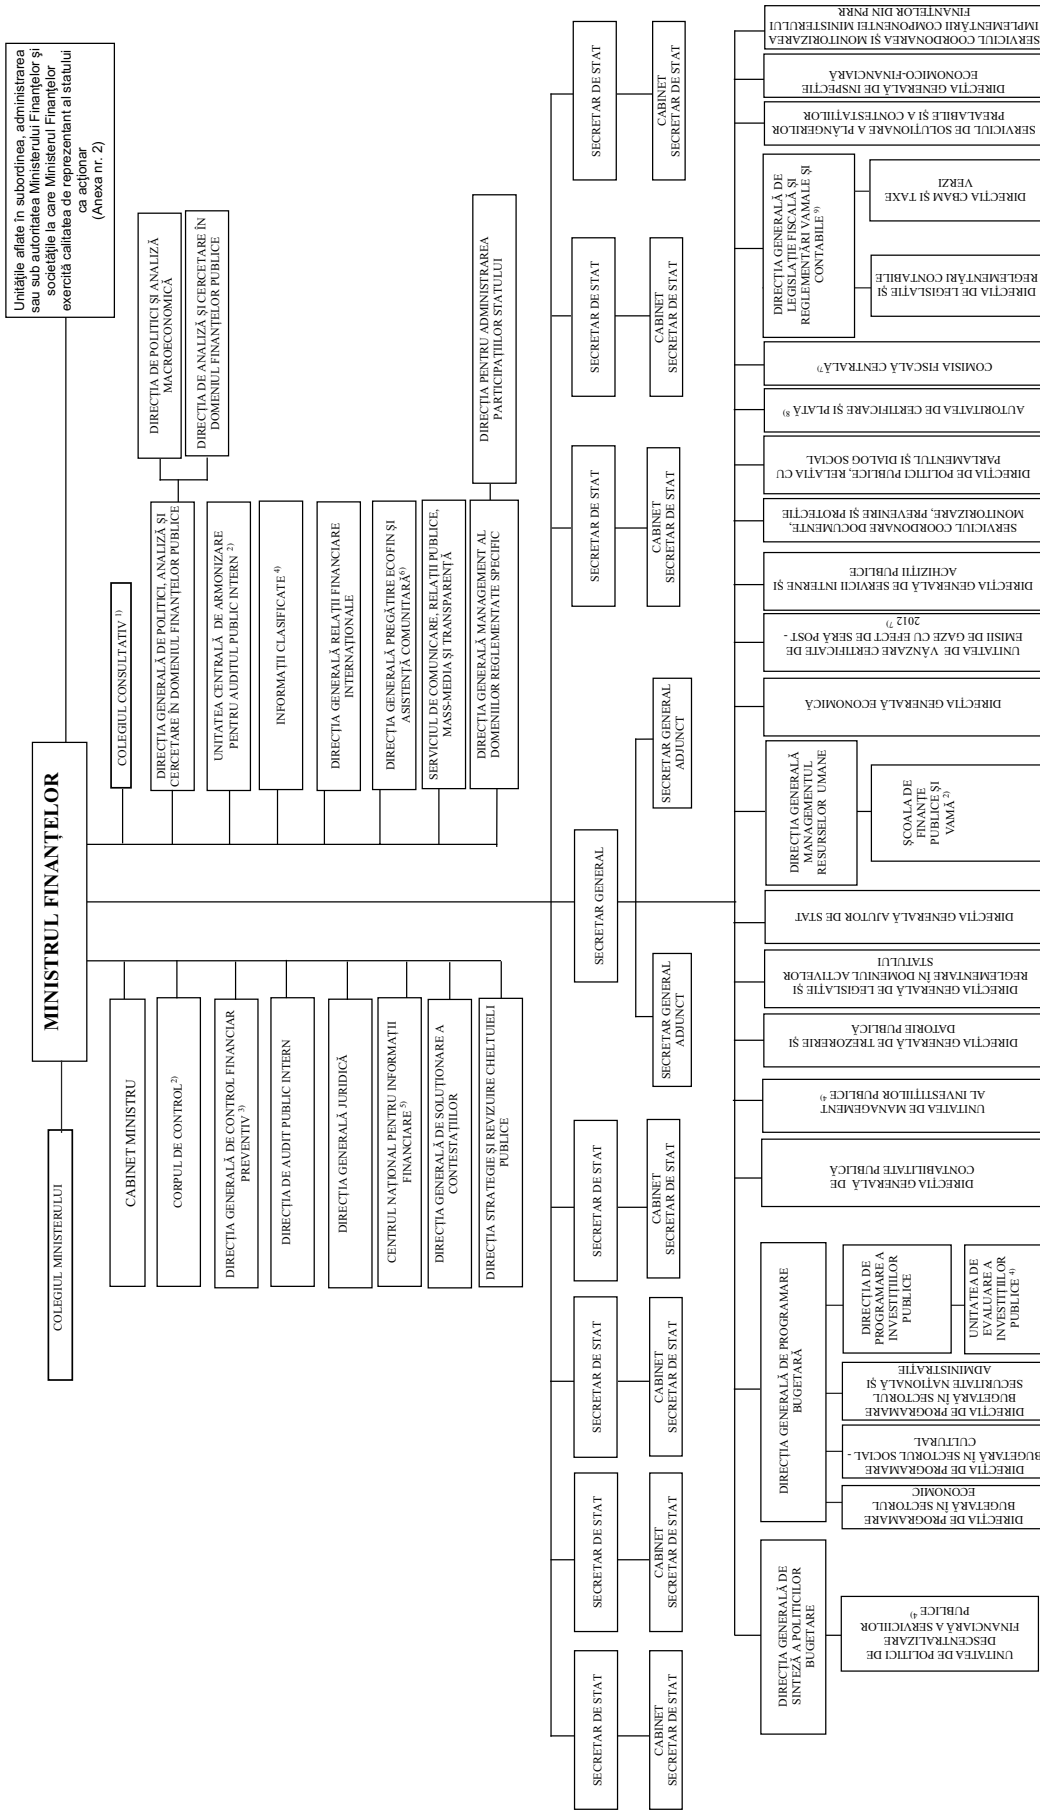 MINISTRUL FINANȚELOR
COLEGIUL MINISTERULUI
Unitățile aflate în subordinea, administrarea
sau sub autoritatea Ministerului Finanțelor și
societățile la care Ministerul Finanțelor
exercită calitatea de reprezentant al statului
ca acționar
(Anexa nr. 2)
CABINET MINISTRU
CORPUL DE CONTROL 2)
DIRECȚIA GENERALĂ DE CONTROL FINANCIAR
PREVENTIV 3)
DIRECȚIA DE AUDIT PUBLIC INTERN
DIRECȚIA GENERALĂ JURIDICĂ
CENTRUL NAȚIONAL PENTRU INFORMAȚII
FINANCIARE 5)
DIRECȚIA GENERALĂ DE SOLUȚIONARE A
CONTESTAȚIILOR
DIRECȚIA STRATEGIE ȘI REVIZUIRE CHELTUIELI
PUBLICE
COLEGIUL CONSULTATIV 1)
DIRECȚIA GENERALĂ DE POLITICI, ANALIZĂ ȘI
CERCETARE ÎN DOMENIUL FINANȚELOR PUBLICE
DIRECȚIA DE POLITICI ȘI ANALIZĂ
MACROECONOMICĂ
DIRECȚIA DE ANALIZĂ ȘI CERCETARE ÎN
DOMENIUL FINANȚELOR PUBLICE
UNITATEA CENTRALĂ DE ARMONIZARE
PENTRU AUDITUL PUBLIC INTERN 2)
INFORMAȚII CLASIFICATE 4)
DIRECȚIA GENERALĂ RELAȚII FINANCIARE
INTERNAȚIONALE
DIRECȚIA GENERALĂ PREGĂTIRE ECOFIN ȘI
ASISTENȚĂ COMUNITARĂ 6)
SERVICIUL DE COMUNICARE, RELAȚII PUBLICE,
MASS-MEDIA ȘI TRANSPARENȚĂ
DIRECȚIA GENERALĂ MANAGEMENT AL
DOMENIILOR REGLEMENTATE SPECIFIC
DIRECȚIA PENTRU ADMINISTRAREA
PARTICIPAȚIILOR STATULUI
SECRETAR DE STAT
CABINET
SECRETAR DE STAT
SECRETAR DE STAT
CABINET
SECRETAR DE STAT
SECRETAR DE STAT
CABINET
SECRETAR DE STAT
SECRETAR DE STAT
CABINET
SECRETAR DE STAT
SECRETAR GENERAL
SECRETAR GENERAL
ADJUNCT
SECRETAR GENERAL
ADJUNCT
SECRETAR DE STAT
CABINET
SECRETAR DE STAT
SECRETAR DE STAT
CABINET
SECRETAR DE STAT
SECRETAR DE STAT
CABINET
SECRETAR DE STAT
DIRECȚIA GENERALĂ DE
SINTEZĂ A POLITICILOR
BUGETARE
UNITATEA DE POLITICI DE
DESCENTRALIZARE
FINANCIARĂ A SERVICIILOR
PUBLICE 4)
DIRECȚIA GENERALĂ DE PROGRAMARE
BUGETARĂ
DIRECȚIA DE PROGRAMARE
BUGETARĂ ÎN SECTORUL
ECONOMIC
DIRECȚIA DE PROGRAMARE
BUGETARĂ ÎN SECTORUL SOCIAL -
CULTURAL
DIRECȚIA DE PROGRAMARE
BUGETARĂ ÎN SECTORUL
SECURITATE NAȚIONALĂ ȘI
ADMINISTRAȚIE
DIRECȚIA DE
PROGRAMARE A
INVESTIȚIILOR
PUBLICE
UNITATEA DE
EVALUARE A
INVESTIȚIILOR
PUBLICE 4)
DIRECȚIA GENERALĂ DE
CONTABILITATE PUBLICĂ
UNITATEA DE MANAGEMENT
AL INVESTIȚIILOR PUBLICE 4)
DIRECȚIA GENERALĂ DE TREZORERIE ȘI
DATORIE PUBLICĂ
DIRECȚIA GENERALĂ DE LEGISLAȚIE ȘI
REGLEMENTARE ÎN DOMENIUL ACTIVELOR
STATULUI
DIRECȚIA GENERALĂ AJUTOR DE STAT
DIRECȚIA GENERALĂ
MANAGEMENTUL
RESURSELOR UMANE
ȘCOALA DE
FINANȚE
PUBLICE ȘI
VAMĂ 2)
DIRECȚIA GENERALĂ ECONOMICĂ
UNITATEA DE VÂNZARE CERTIFICATE DE
EMISII DE GAZE CU EFECT DE SERĂ POST -
2012 7
DIRECȚIA GENERALĂ DE SERVICII INTERNE ȘI
ACHIZIȚII PUBLICE
SERVICIUL COORDONARE DOCUMENTE,
MONITORIZARE, PREVENIRE ȘI PROTECȚIE
DIRECȚIA DE POLITICI PUBLICE, RELAȚIA CU
PARLAMENTUL ȘI DIALOG SOCIAL
AUTORITATEA DE CERTIFICARE ȘI PLATĂ 8)
COMISIA FISCALĂ CENTRALĂ 7)
DIRECȚIA GENERALĂ DE
LEGISLAȚIE FISCALĂ ȘI
REGLEMENTĂRI VAMALE ȘI
CONTABILE 9)
DIRECȚIA DE LEGISLAȚIE ȘI
REGLEMENTĂRI CONTABILE
DIRECȚIA CBAM ȘI TAXE
VERZI
SERVICIUL DE SOLUȚIONARE A PLÂNGERILOR
PREALABILE ȘI A CONTESTAȚIILOR
DIRECȚIA GENERALĂ DE INSPECȚIE
ECONOMICO-FINANCIARĂ
SERVICIUL COORDONAREA ȘI MONITORIZAREA
IMPLEMENTĂRII COMPONENTEI MINISTERULUI
FINANȚELOR DIN PNRR